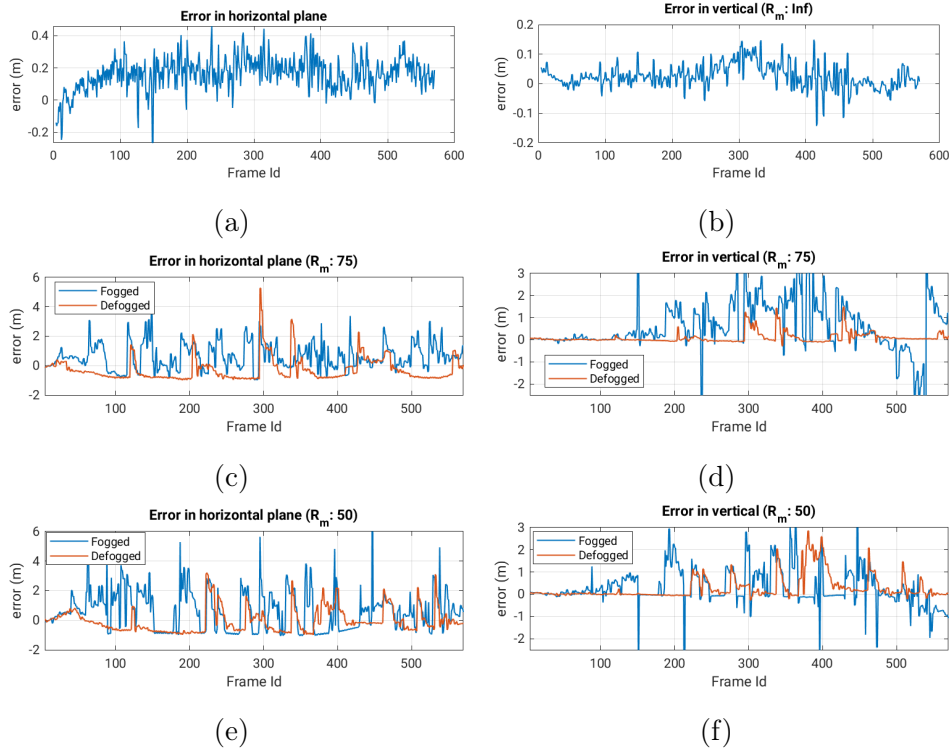 Error in horizontal plane
error (m)
0.4
0.2
0
-0.2
0
100
200
300
400
500
600
Frame Id
(a)
Error in vertical (Rm: Inf)
error (m)
0.2
0.1
0
-0.1
0.2
0
100
200
300
400
500
600
Frame Id
(b)
Error in horizontal plane (Rm: 75)
error (m)
6
4
2
0
-2
Fogged
Defogged
100
200
300
400
500
Frame Id
(c)
Error in vertical (Rm: 75)
error (m)
3
2
1
0
-1
-2
Fogged
Defogged
100
200
300
400
500
Frame Id
(d)
Error in horizontal plane (Rm: 50)
error (m)
6
4
2
0
-2
Fogged
Defogged
100
200
300
400
500
Frame Id
(e)
Error in vertical (Rm: 50)
error (m)
3
2
1
0
-1
-2
Fogged
Defogged
100
200
300
400
500
Frame Id
(f)